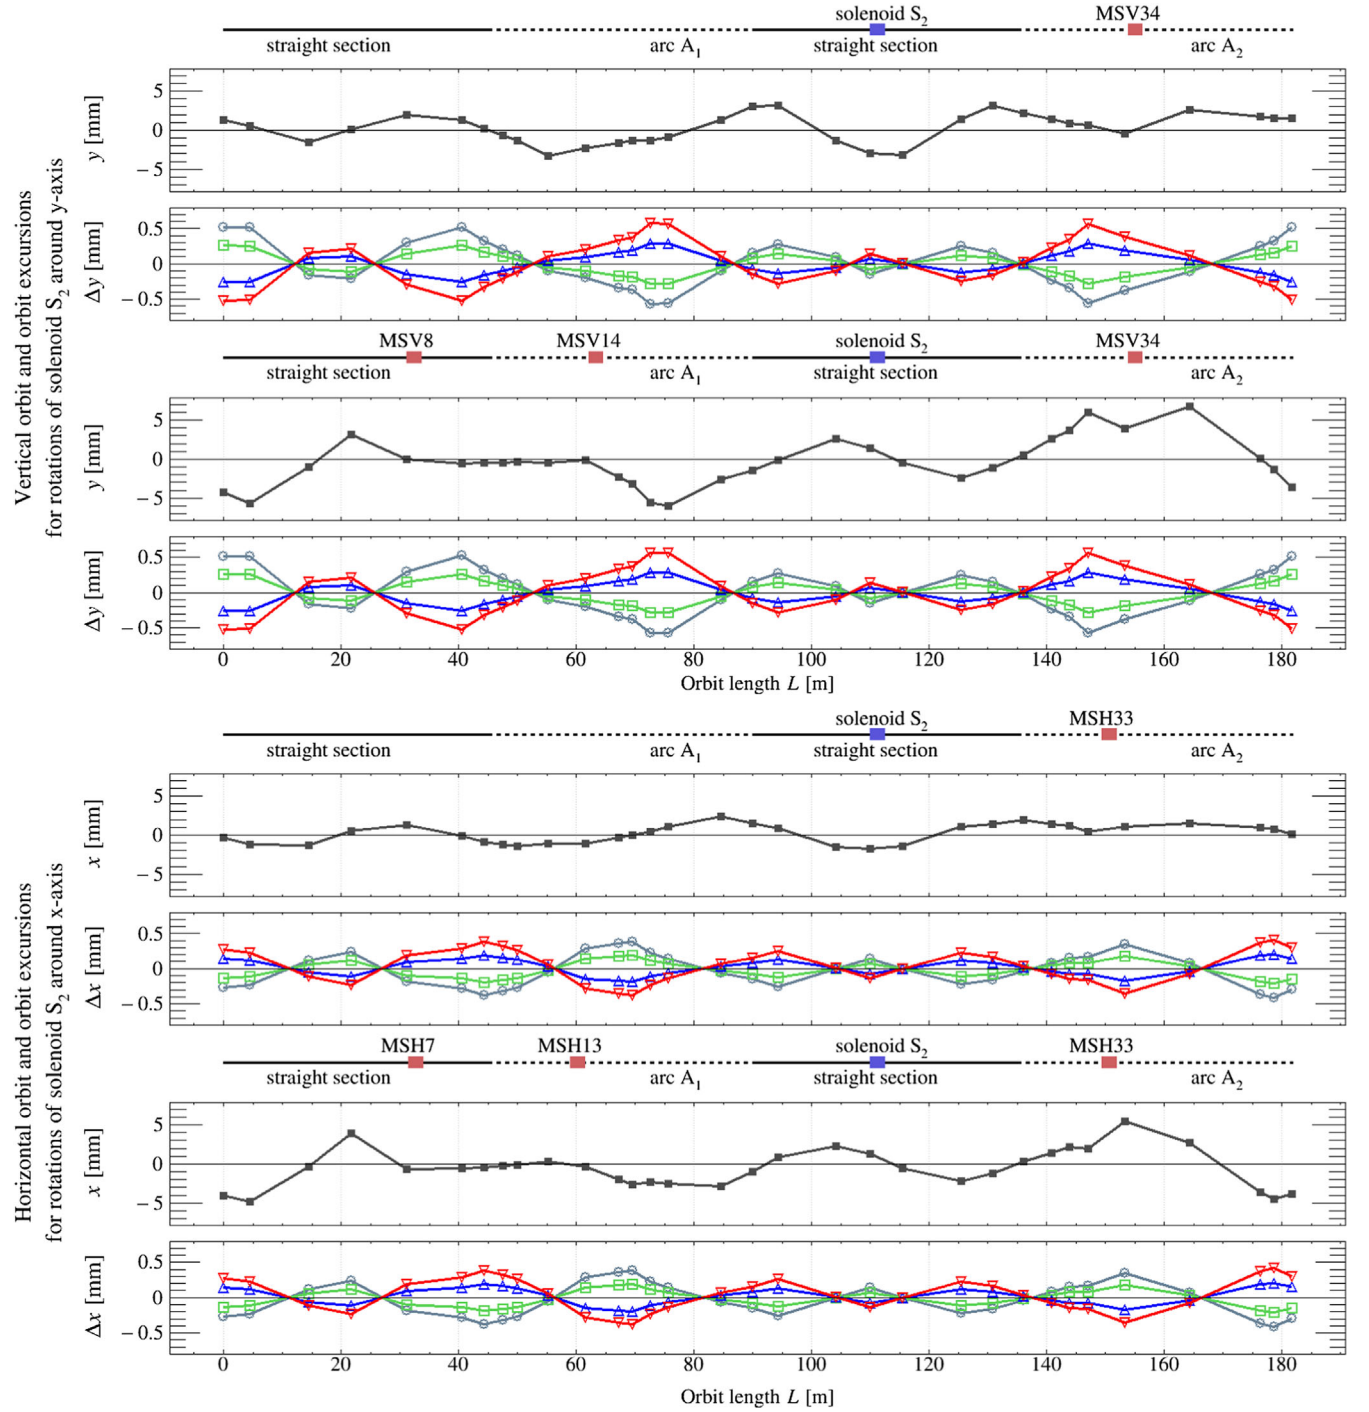 solenoid S2 MSV34
straight section arc A1 straight section arc A2
5
0
−5
y [mm]
0.5
0
−0.5
Δy [mm]
MSV8 MSV14 solenoid S2 MSV34
straight section arc A1 straight section arc A2
5
0
−5
y [mm]
0.5
0
−0.5
Δy [mm]
0 20 40 60 80 100 120 140 160 180
Orbit length L [m]
Vertical orbit and orbit excursions
for rotations of solenoid S2 around y-axis
solenoid S2 MSH33
straight section arc A1 straight section arc A2
5
0
−5
x [mm]
0.5
0
−0.5
Δx [mm]
MSH7 MSH13 solenoid S2 MSH33
straight section arc A1 straight section arc A2
5
0
−5
x [mm]
0.5
0
−0.5
Δx [mm]
0 20 40 60 80 100 120 140 160 180
Orbit length L [m]
Horizontal orbit and orbit excursions
for rotations of solenoid S2 around x-axis